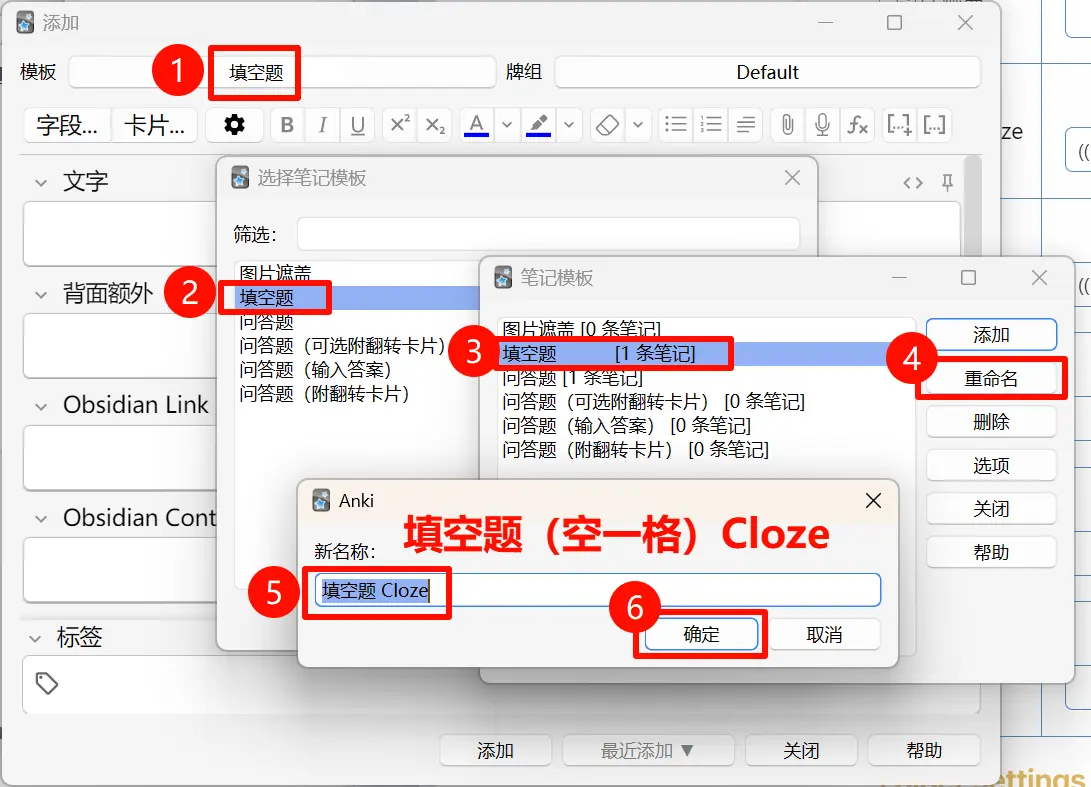 添加
模板
1
填空题
牌组
Default
字段...
卡片...
B I U x² x₂ A fx [...]+ [...]
ze
((
文字
选择笔记模板
筛选：
图片遮盖
2
填空题
问答题
问答题（可选附翻转卡片）
问答题（输入答案）
问答题（附翻转卡片）
背面额外
Obsidian Link
Obsidian Cont
标签
笔记模板
((
图片遮盖 [0 条笔记]
3
填空题 [1 条笔记]
问答题 [1 条笔记]
问答题（可选附翻转卡片） [0 条笔记]
问答题（输入答案） [0 条笔记]
问答题（附翻转卡片） [0 条笔记]
添加
4
重命名
删除
选项
关闭
帮助
Anki
填空题（空一格）Cloze
新名称：
5
填空题 Cloze
6
确定
取消
添加
最近添加 ▼
关闭
帮助
ettings